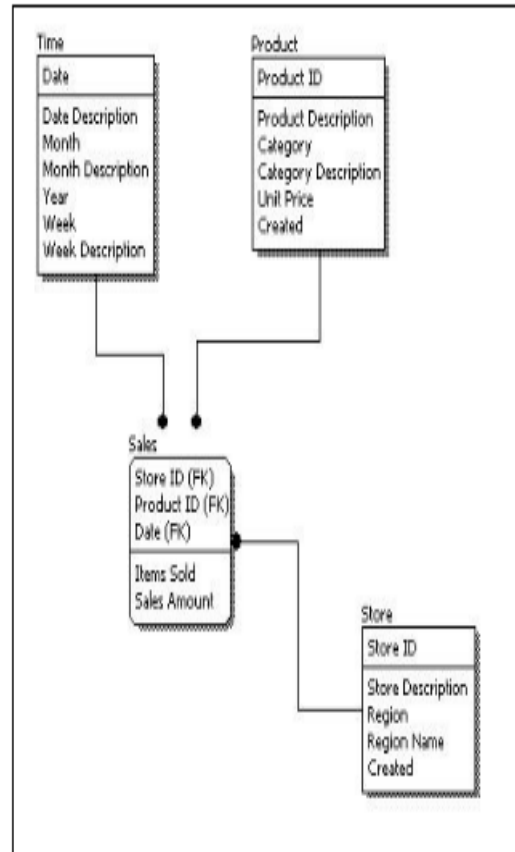 Time
Date
Date Description
Month
Month Description
Year
Week
Week Description
Product
Product ID
Product Description
Category
Category Description
Unit Price
Created
Sales
Store ID (FK)
Product ID (FK)
Date (FK)
Items Sold
Sales Amount
Store
Store ID
Store Description
Region
Region Name
Created